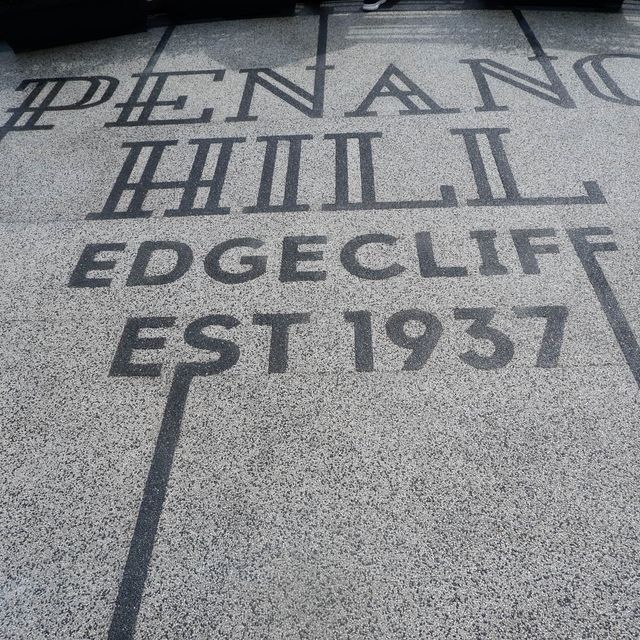 PENANG
HILL
EDGECLIFF
EST 1937